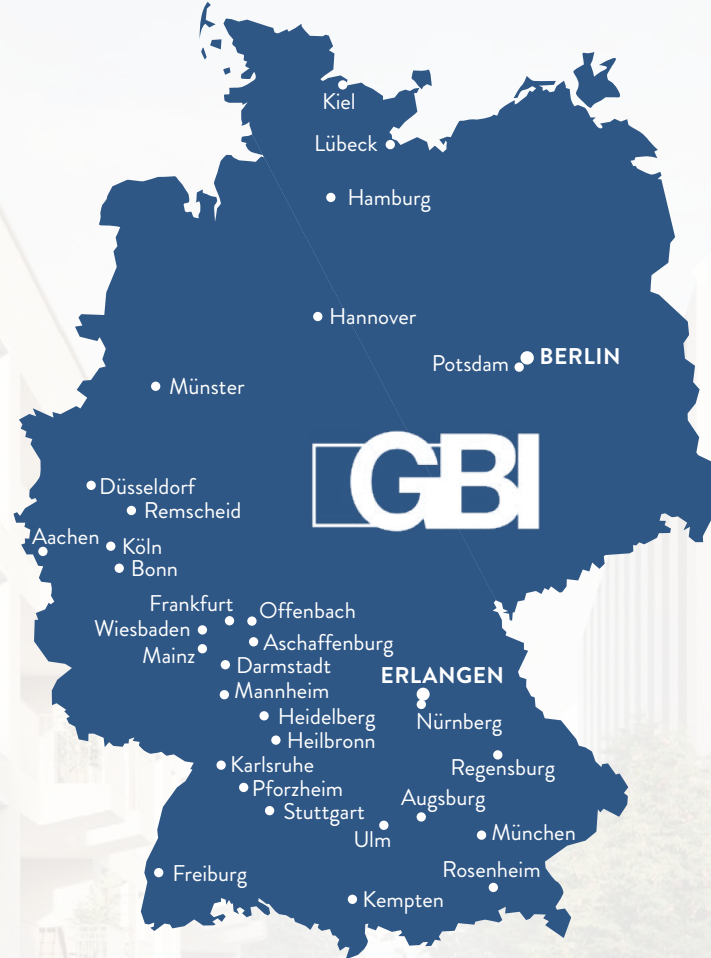 Kiel
Lübeck
Hamburg
Hannover
Potsdam
BERLIN
Münster
GBI
Düsseldorf
Remscheid
Aachen
Köln
Bonn
Frankfurt
Offenbach
Wiesbaden
Aschaffenburg
Mainz
Darmstadt
ERLANGEN
Mannheim
Heidelberg
Nürnberg
Heilbronn
Karlsruhe
Regensburg
Pforzheim
Augsburg
Stuttgart
München
Ulm
Rosenheim
Freiburg
Kempten